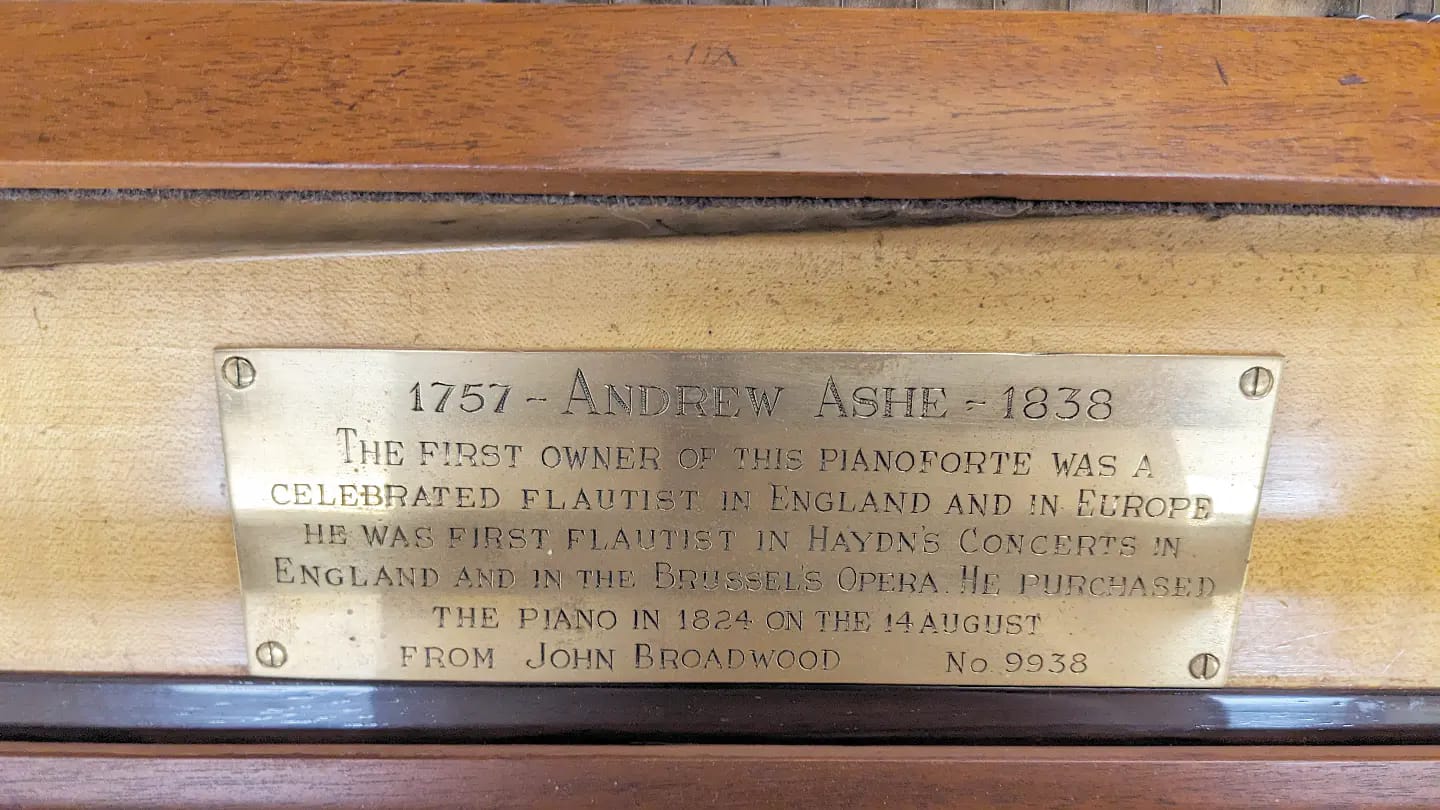 1757 - ANDREW ASHE - 1838
THE FIRST OWNER OF THIS PIANOFORTE WAS A
CELEBRATED FLAUTIST IN ENGLAND AND IN EUROPE
HE WAS FIRST FLAUTIST IN HAYDN'S CONCERTS IN
ENGLAND AND IN THE BRUSSEL'S OPERA. HE PURCHASED
THE PIANO IN 1824 ON THE 14 AUGUST
FROM JOHN BROADWOOD No 9938